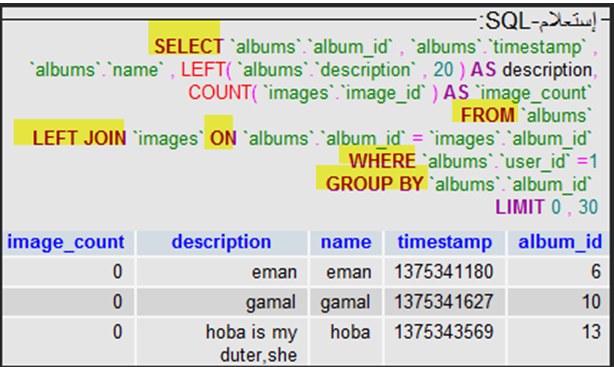 إستعلام-SQL:
SELECT `albums`.`album_id` , `albums`.`timestamp` ,
`albums`.`name` , LEFT( `albums`.`description` , 20 ) AS description,
COUNT( `images`.`image_id` ) AS `image_count`
FROM `albums`
LEFT JOIN `images` ON `albums`.`album_id` = `images`.`album_id`
WHERE `albums`.`user_id` =1
GROUP BY `albums`.`album_id`
LIMIT 0 , 30
image_count description name timestamp album_id
0 eman eman 1375341180 6
0 gamal gamal 1375341627 10
0 hoba is my hoba 1375343569 13
duter,she